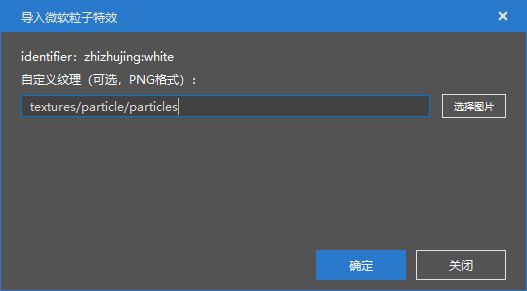 导入微软粒子特效
identifier：zhizhujing:white
自定义纹理（可选，PNG格式）：
textures/particle/particles
选择图片
确定
关闭